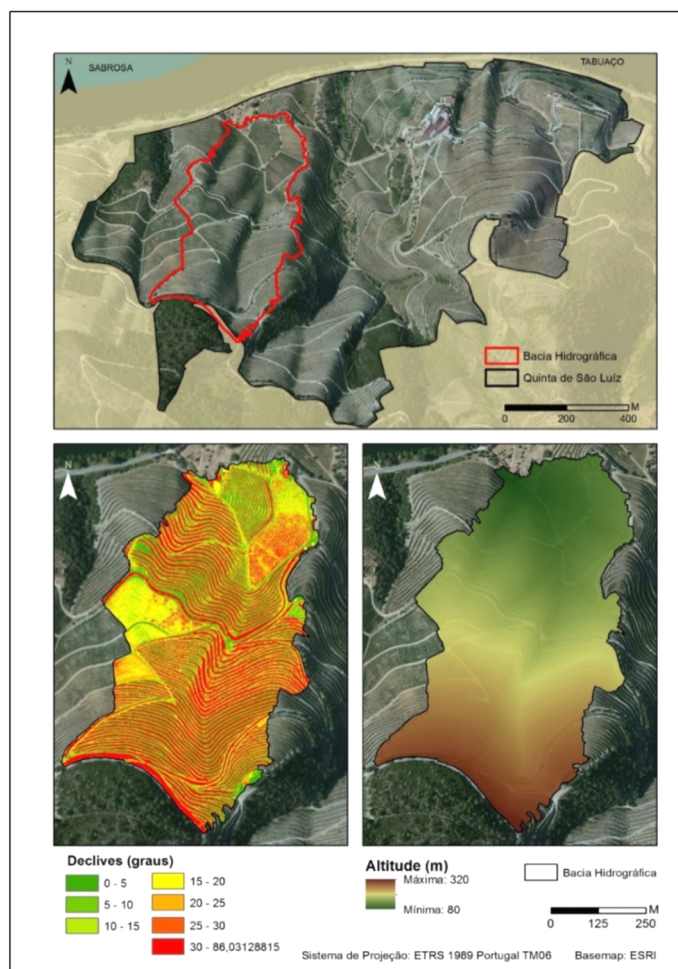 N
SABROSA
TABUAÇO
Bacia Hidrográfica
Quinta de São Luíz
M
0 200 400
N
N
Declives (graus)
0 - 5
5 - 10
10 - 15
15 - 20
20 - 25
25 - 30
30 - 86,03128815
Altitude (m)
Máxima: 320
Mínima: 80
Bacia Hidrográfica
M
0 125 250
Sistema de Projeção: ETRS 1989 Portugal TM06 Basemap: ESRI